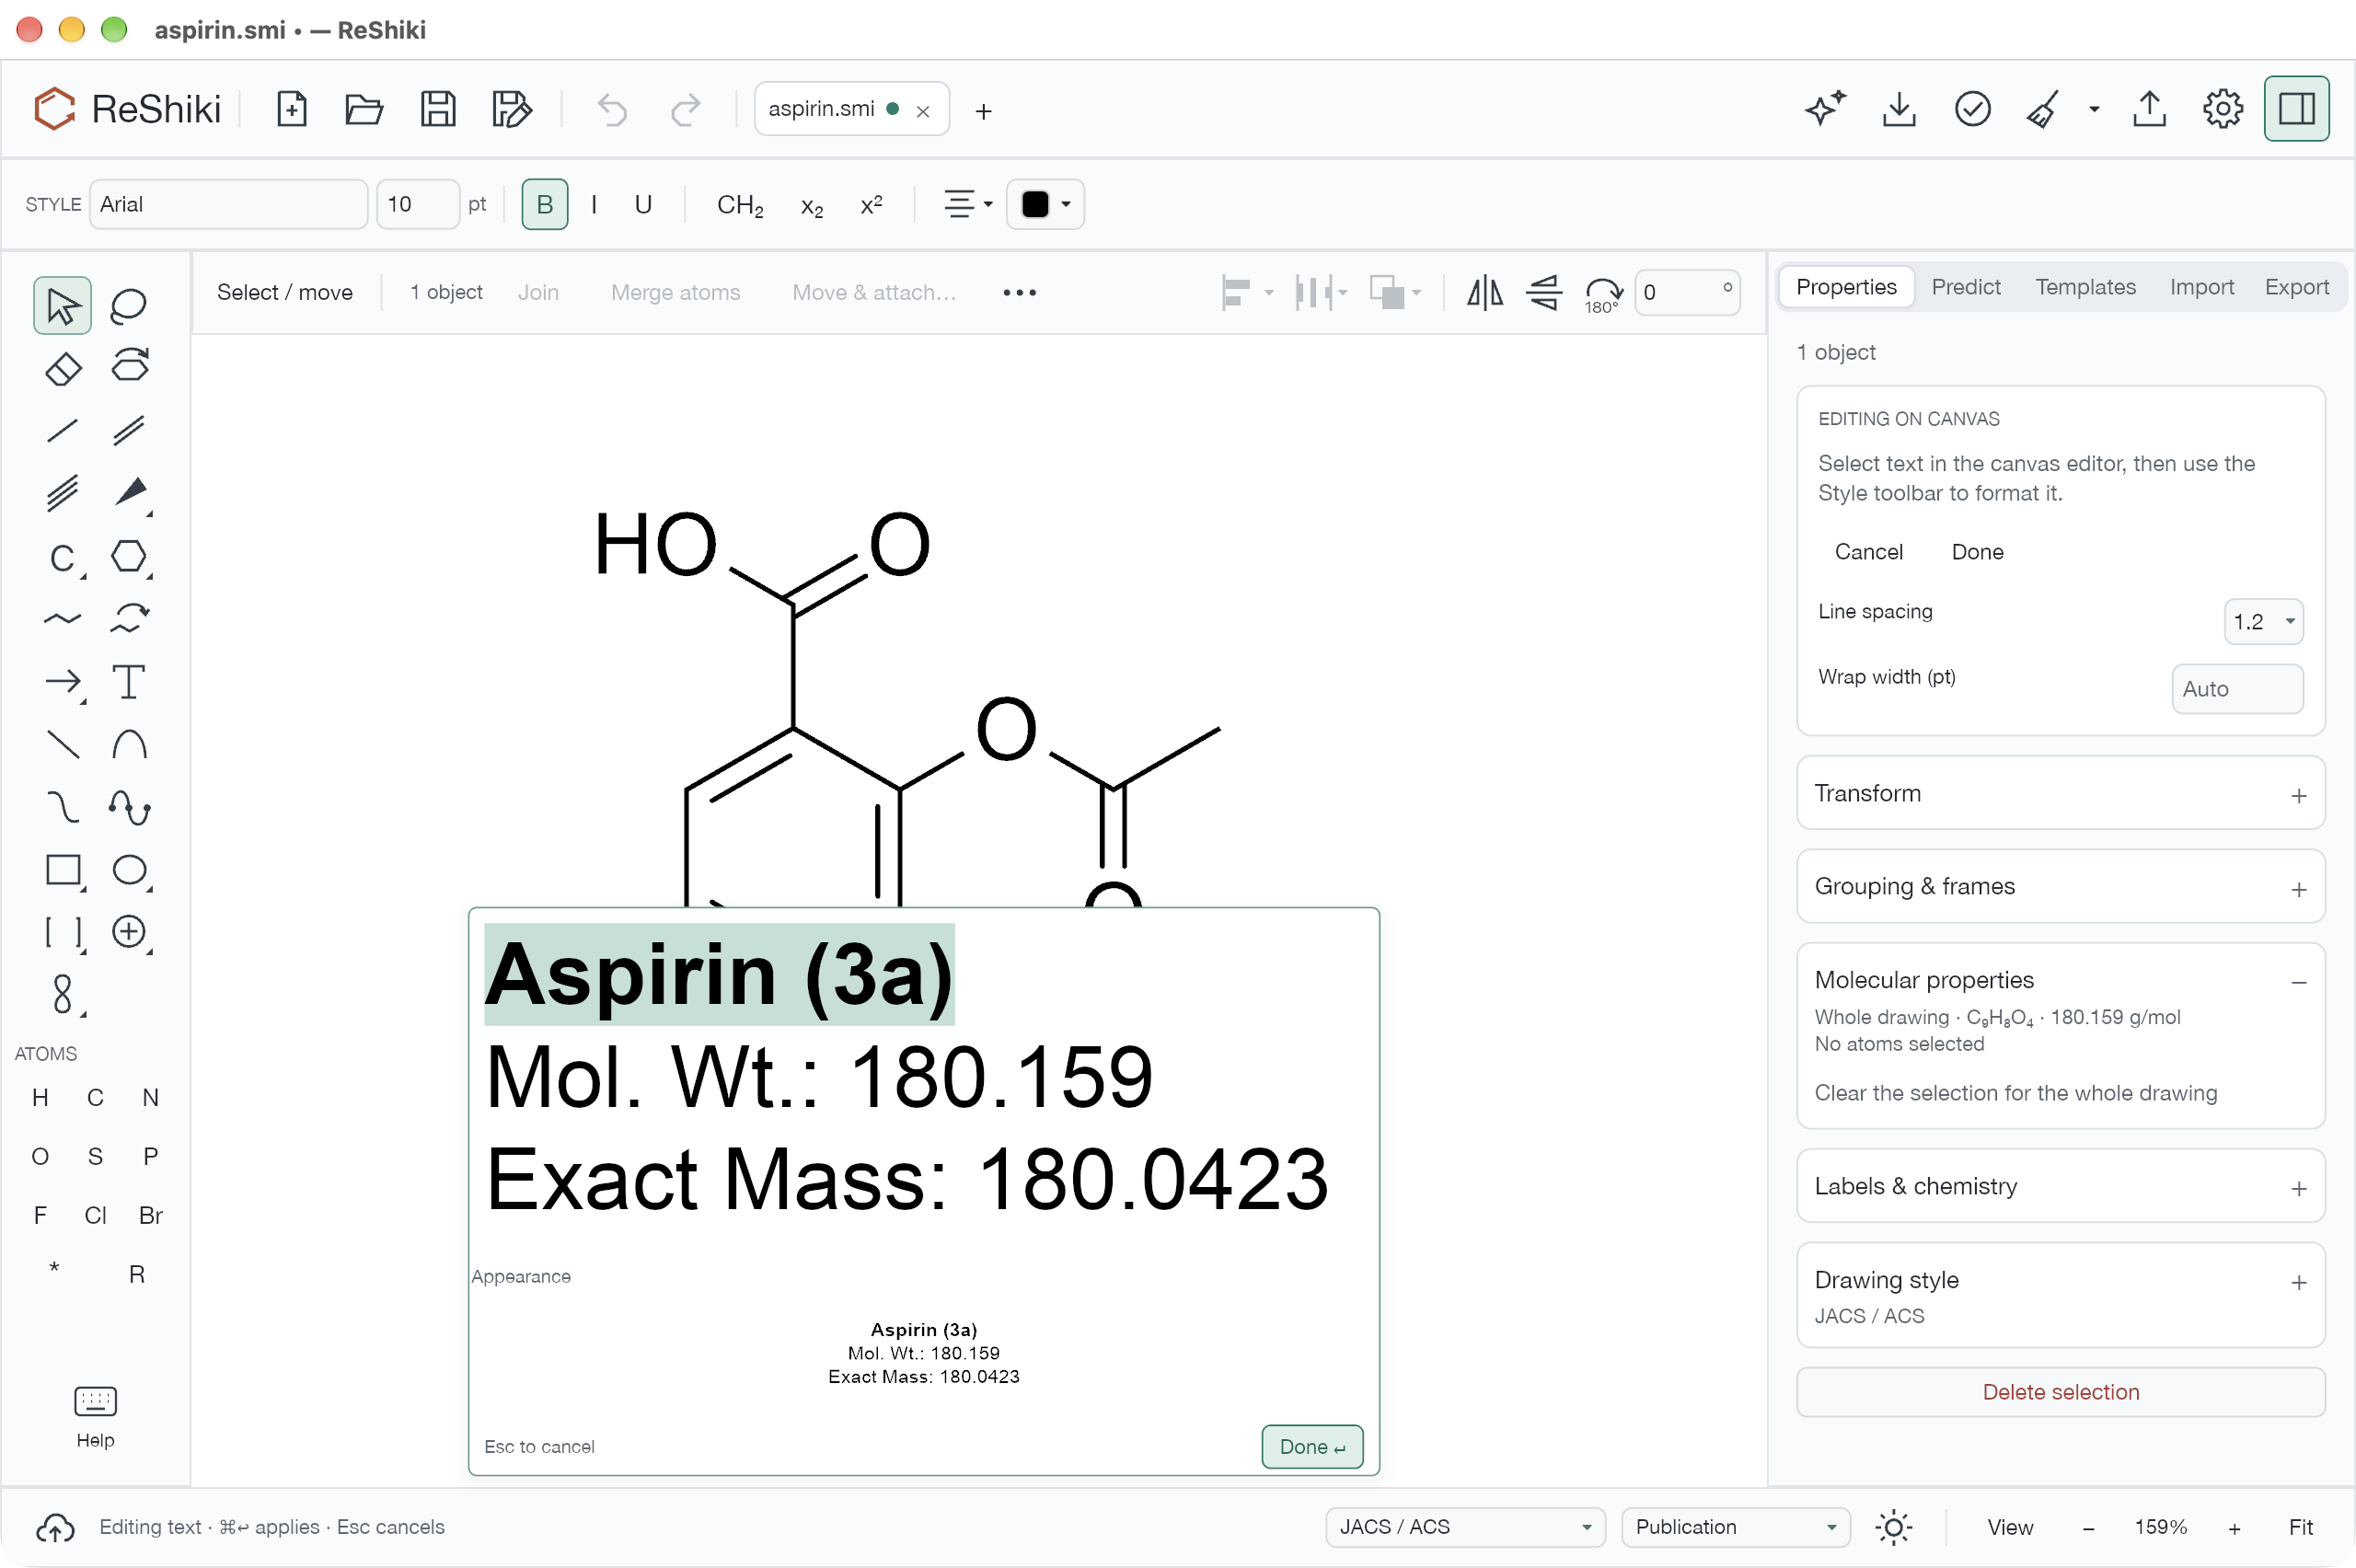 aspirin.smi • — ReShiki
ReShiki
aspirin.smi ● × +
STYLE Arial 10 pt B I U CH₂ x₂ x²
Select / move 1 object Join Merge atoms Move & attach... ••• 180° 0 °
Properties Predict Templates Import Export
1 object
EDITING ON CANVAS
Select text in the canvas editor, then use the
Style toolbar to format it.
Cancel Done
Line spacing 1.2
Wrap width (pt) Auto
Transform +
Grouping & frames +
Molecular properties −
Whole drawing · C₉H₈O₄ · 180.159 g/mol
No atoms selected
Clear the selection for the whole drawing
Labels & chemistry +
Drawing style +
JACS / ACS
Delete selection
C
T
[ ]
ATOMS
H C N
O S P
F Cl Br
* R
Help
HO O
O
O
Aspirin (3a)
Mol. Wt.: 180.159
Exact Mass: 180.0423
Appearance
Aspirin (3a)
Mol. Wt.: 180.159
Exact Mass: 180.0423
Esc to cancel Done ↵
Editing text · ⌘↩ applies · Esc cancels
JACS / ACS Publication View − 159% + Fit